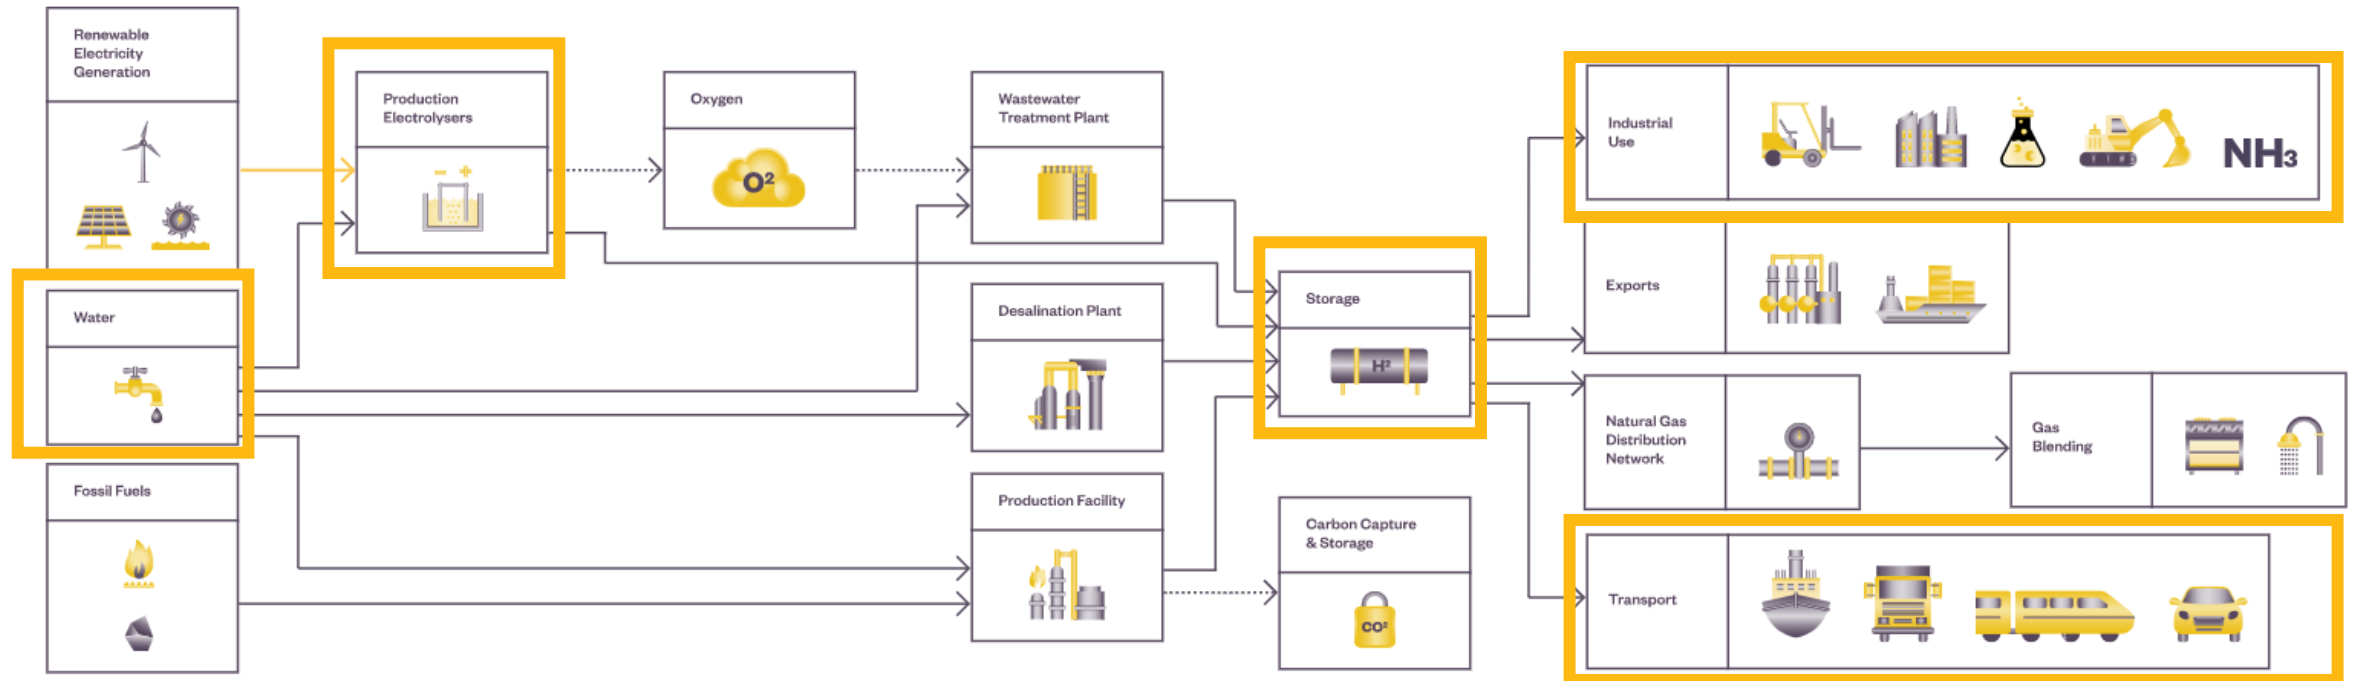 Renewable
Electricity
Generation
Production
Electrolysers
- +
Oxygen
O²
Wastewater
Treatment Plant
Industrial
Use
NH₃
Water
Desalination Plant
Storage
H²
Exports
Natural Gas
Distribution
Network
Gas
Blending
Fossil Fuels
Production Facility
Carbon Capture
& Storage
CO²
Transport